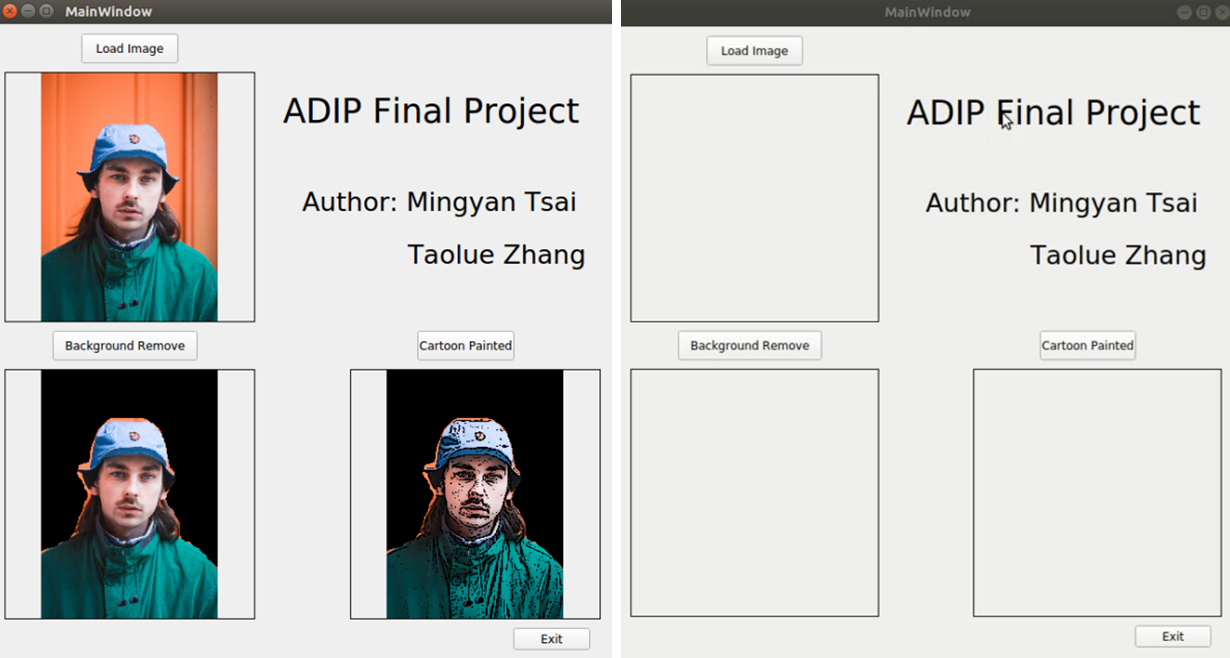 MainWindow
Load Image
ADIP Final Project
Author: Mingyan Tsai
Taolue Zhang
Background Remove
Cartoon Painted
Exit
MainWindow
Load Image
ADIP Final Project
Author: Mingyan Tsai
Taolue Zhang
Background Remove
Cartoon Painted
Exit